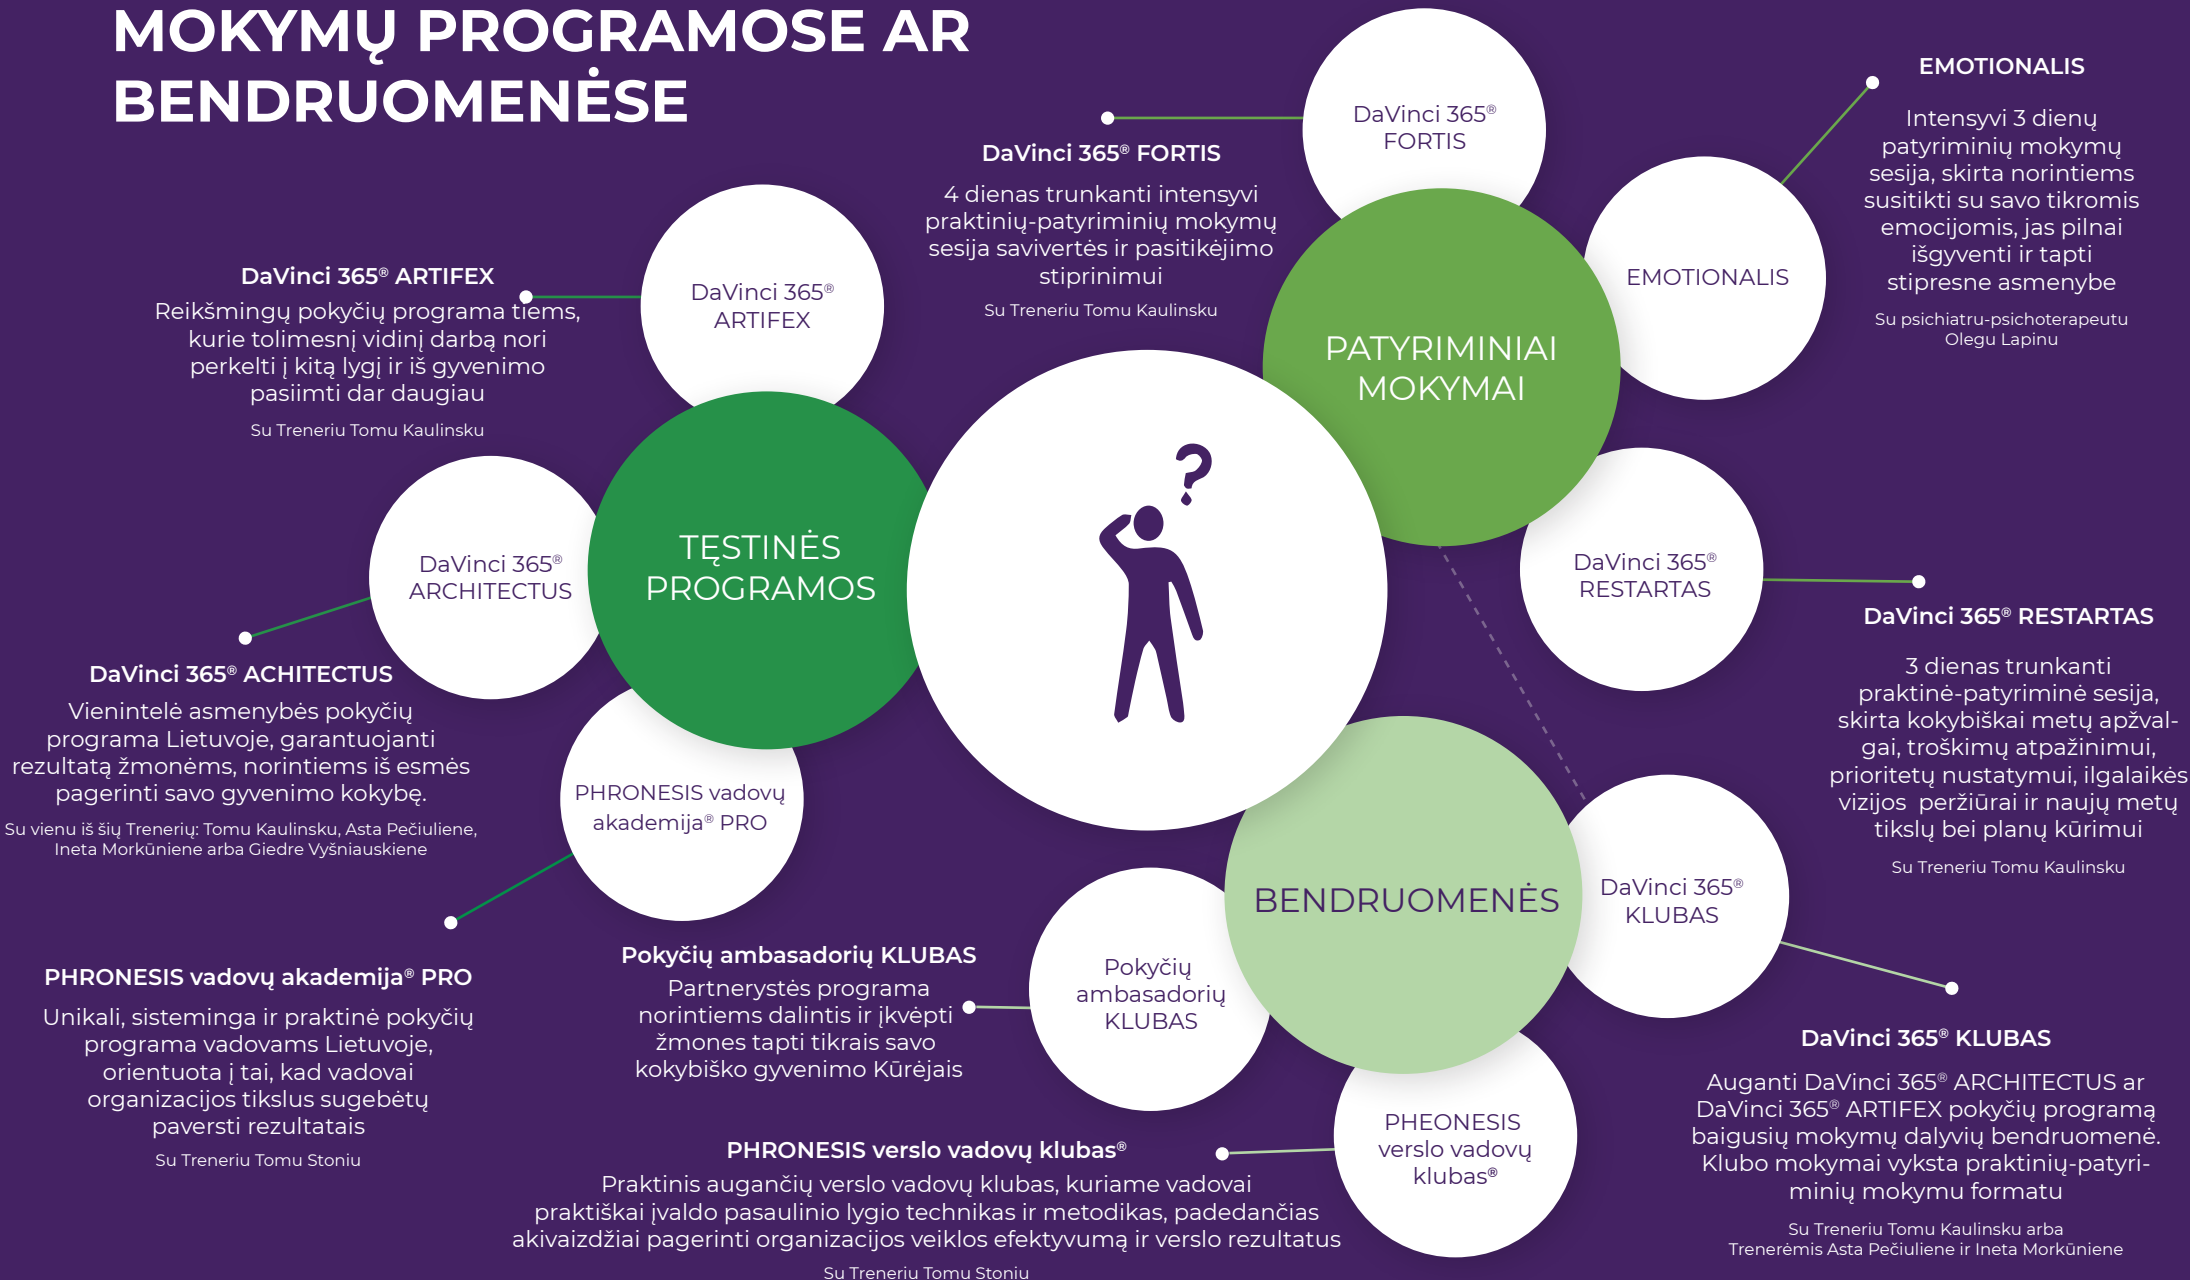 MOKYMŲ PROGRAMOSE AR
BENDRUOMENĖSE
DaVinci 365® ARTIFEX
Reikšmingų pokyčių programa tiems,
kurie tolimesnį vidinį darbą nori
perkelti į kitą lygį ir iš gyvenimo
pasiimti dar daugiau
Su Treneriu Tomu Kaulinsku
DaVinci 365®
ARTIFEX
DaVinci 365® FORTIS
4 dienas trunkanti intensyvi
praktinių-patyriminių mokymų
sesija savivertės ir pasitikėjimo
stiprinimui
Su Treneriu Tomu Kaulinsku
DaVinci 365®
FORTIS
EMOTIONALIS
Intensyvi 3 dienų
patyriminių mokymų
sesija, skirta norintiems
susitikti su savo tikromis
emocijomis, jas pilnai
išgyventi ir tapti
stipresne asmenybe
Su psichiatru-psichoterapeutu
Olegu Lapinu
EMOTIONALIS
PATYRIMINIAI
MOKYMAI
TĘSTINĖS
PROGRAMOS
?
DaVinci 365®
ARCHITECTUS
DaVinci 365® ACHITECTUS
Vienintelė asmenybės pokyčių
programa Lietuvoje, garantuojanti
rezultatą žmonėms, norintiems iš esmės
pagerinti savo gyvenimo kokybę.
Su vienu iš šių Trenerių: Tomu Kaulinsku, Asta Pečiuliene,
Ineta Morkūniene arba Giedre Vyšniauskiene
DaVinci 365®
RESTARTAS
DaVinci 365® RESTARTAS
3 dienas trunkanti
praktinė-patyriminė sesija,
skirta kokybiškai metų apžval-
gai, troškimų atpažinimui,
prioritetų nustatymui, ilgalaikės
vizijos peržiūrai ir naujų metų
tikslų bei planų kūrimui
Su Treneriu Tomu Kaulinsku
PHRONESIS vadovų
akademija® PRO
PHRONESIS vadovų akademija® PRO
Unikali, sisteminga ir praktinė pokyčių
programa vadovams Lietuvoje,
orientuota į tai, kad vadovai
organizacijos tikslus sugebėtų
paversti rezultatais
Su Treneriu Tomu Stoniu
BENDRUOMENĖS
Pokyčių ambasadorių KLUBAS
Partnerystės programa
norintiems dalintis ir įkvėpti
žmones tapti tikrais savo
kokybiško gyvenimo Kūrėjais
Pokyčių
ambasadorių
KLUBAS
DaVinci 365®
KLUBAS
DaVinci 365® KLUBAS
Auganti DaVinci 365® ARCHITECTUS ar
DaVinci 365® ARTIFEX pokyčių programą
baigusių mokymų dalyvių bendruomenė.
Klubo mokymai vyksta praktinių-patyri-
minių mokymu formatu
Su Treneriu Tomu Kaulinsku arba
Trenerėmis Asta Pečiuliene ir Ineta Morkūniene
PHRONESIS verslo vadovų klubas®
Praktinis augančių verslo vadovų klubas, kuriame vadovai
praktiškai įvaldo pasaulinio lygio technikas ir metodikas, padedančias
akivaizdžiai pagerinti organizacijos veiklos efektyvumą ir verslo rezultatus
Su Treneriu Tomu Stoniu
PHEONESIS
verslo vadovų
klubas®